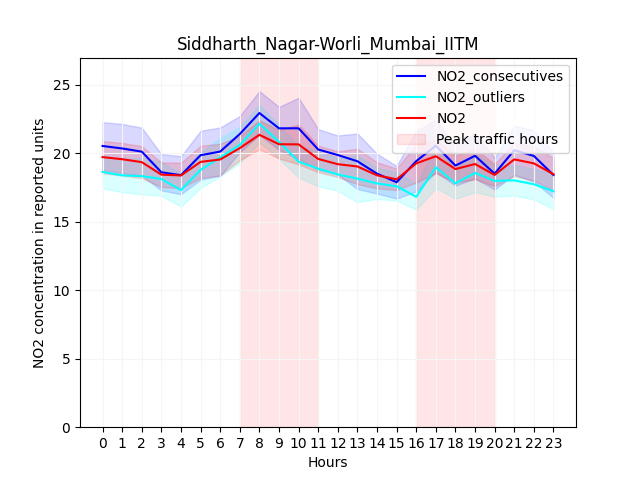 Siddharth_Nagar-Worli_Mumbai_IITM
NO2_consecutives
NO2_outliers
NO2
Peak traffic hours
NO2 concentration in reported units
25
20
15
10
5
0
0 1 2 3 4 5 6 7 8 9 10 11 12 13 14 15 16 17 18 19 20 21 22 23
Hours